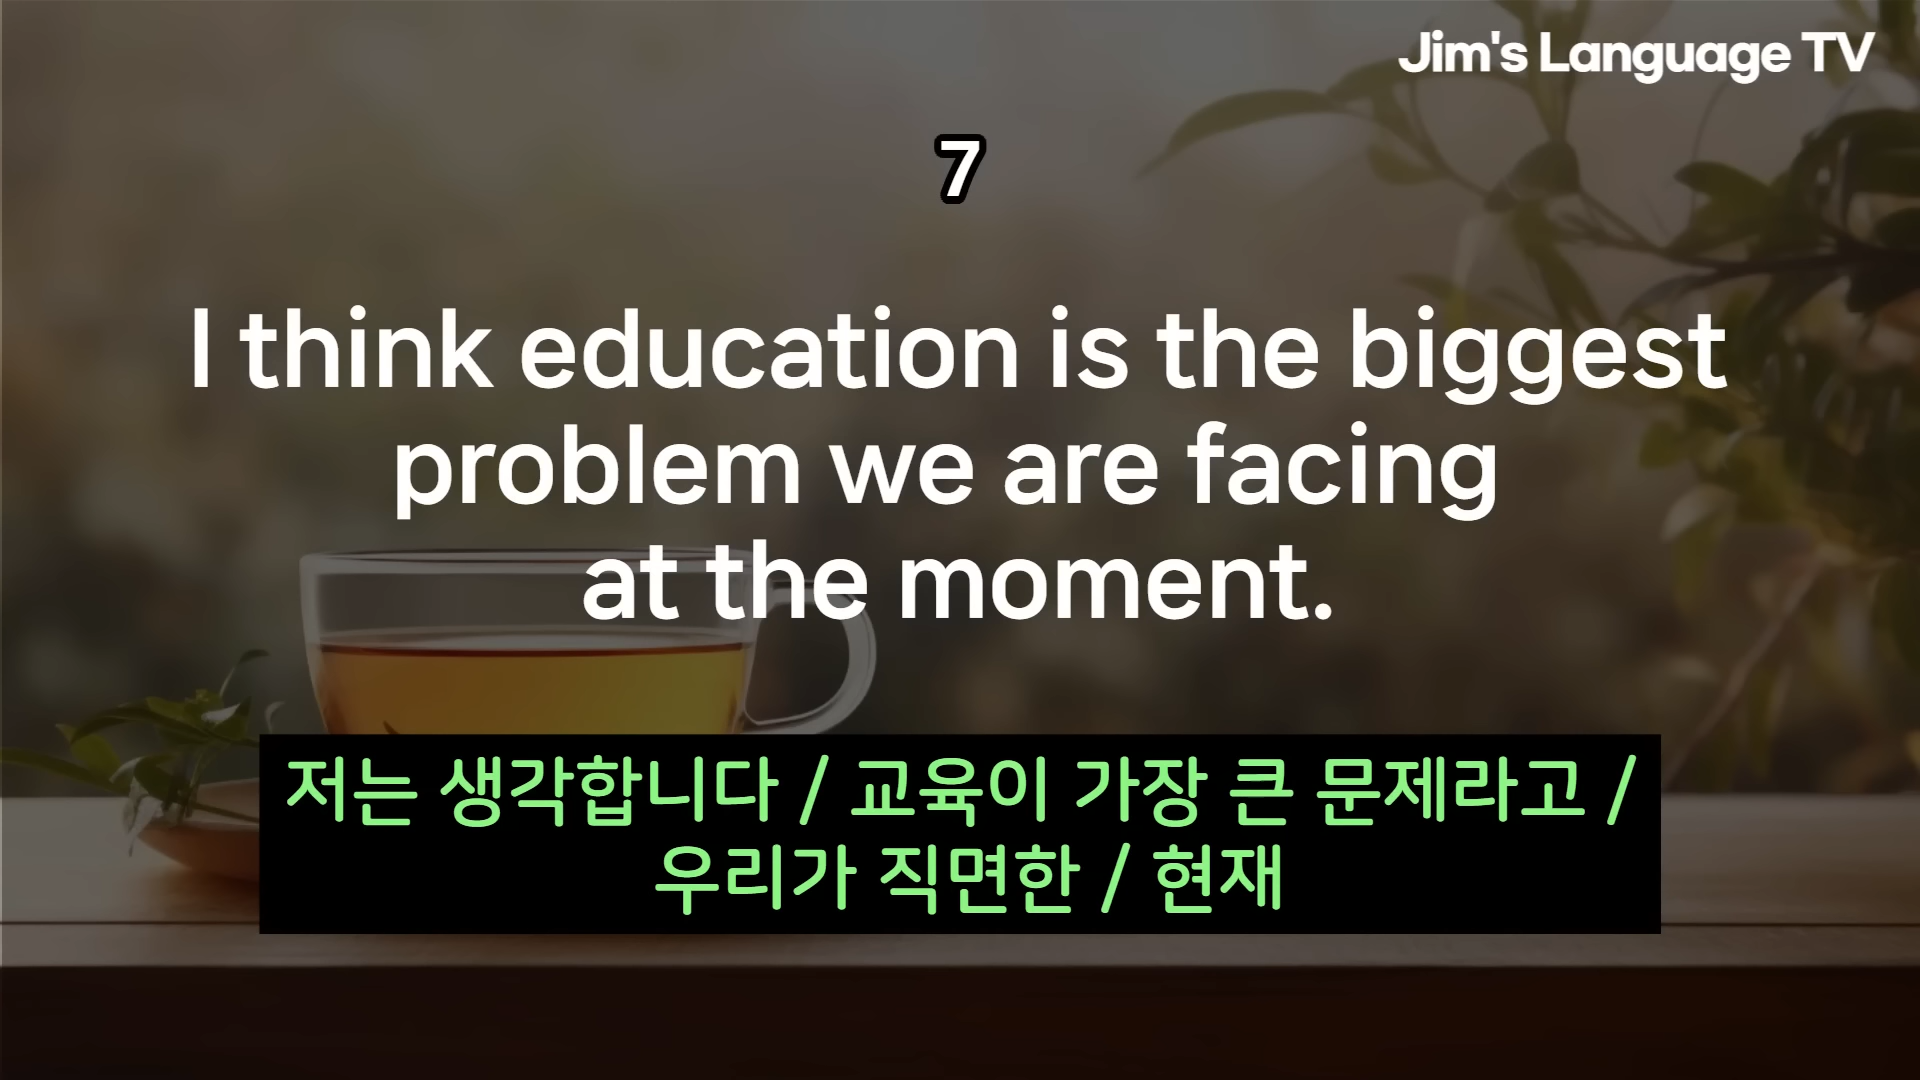 Jim's Language TV
7
I think education is the biggest
problem we are facing
at the moment.
저는 생각합니다 / 교육이 가장 큰 문제라고 /
우리가 직면한 / 현재